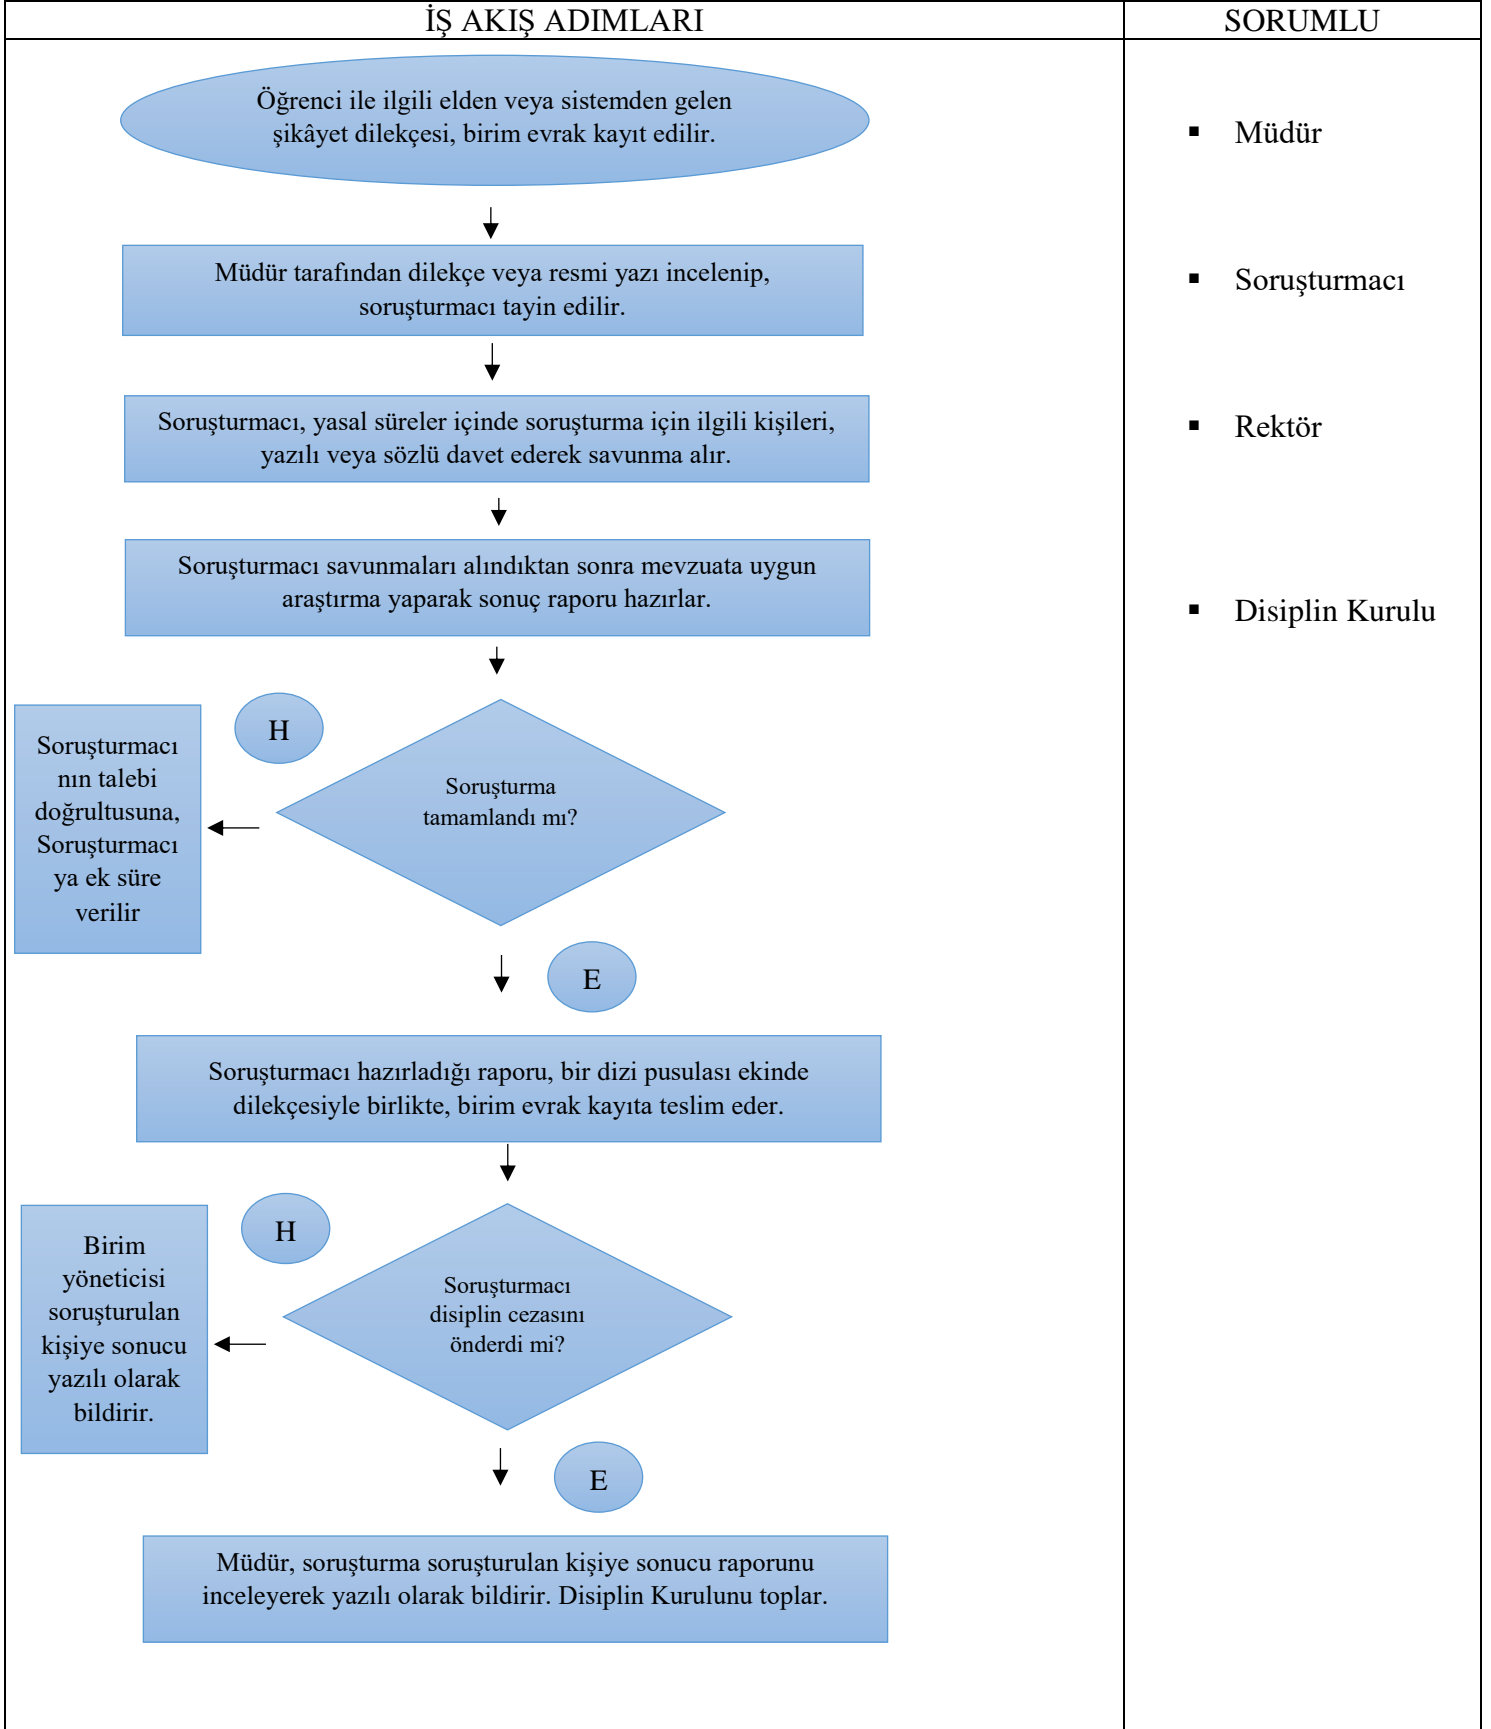 İŞ AKIŞ ADIMLARI
SORUMLU
Öğrenci ile ilgili elden veya sistemden gelen
şikâyet dilekçesi, birim evrak kayıt edilir.
Müdür tarafından dilekçe veya resmi yazı incelenip,
soruşturmacı tayin edilir.
Soruşturmacı, yasal süreler içinde soruşturma için ilgili kişileri,
yazılı veya sözlü davet ederek savunma alır.
Soruşturmacı savunmaları alındıktan sonra mevzuata uygun
araştırma yaparak sonuç raporu hazırlar.
H
Soruşturmacı
nın talebi
doğrultusuna,
Soruşturmacı
ya ek süre
verilir
Soruşturma
tamamlandı mı?
E
Soruşturmacı hazırladığı raporu, bir dizi pusulası ekinde
dilekçesiyle birlikte, birim evrak kayıta teslim eder.
H
Birim
yöneticisi
soruşturulan
kişiye sonucu
yazılı olarak
bildirir.
Soruşturmacı
disiplin cezasını
önderdi mi?
E
Müdür, soruşturma soruşturulan kişiye sonucu raporunu
inceleyerek yazılı olarak bildirir. Disiplin Kurulunu toplar.
▪ Müdür
▪ Soruşturmacı
▪ Rektör
▪ Disiplin Kurulu